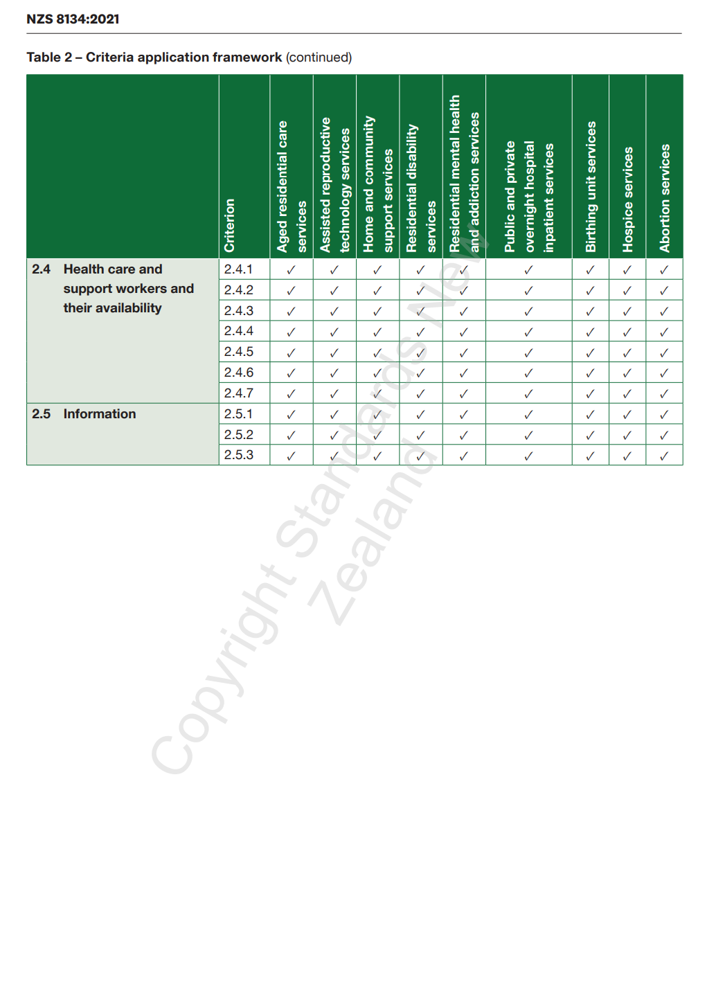 NZS 8134:2021
Table 2 – Criteria application framework (continued)
Criterion
Aged residential care
services
Assisted reproductive
technology services
Home and community
support services
Residential disability
services
Residential mental health
and addiction services
Public and private
overnight hospital
inpatient services
Birthing unit services
Hospice services
Abortion services
2.4 Health care and
support workers and
their availability
2.4.1 ✓ ✓ ✓ ✓ ✓ ✓ ✓ ✓ ✓
2.4.2 ✓ ✓ ✓ ✓ ✓ ✓ ✓ ✓ ✓
2.4.3 ✓ ✓ ✓ ✓ ✓ ✓ ✓ ✓ ✓
2.4.4 ✓ ✓ ✓ ✓ ✓ ✓ ✓ ✓ ✓
2.4.5 ✓ ✓ ✓ ✓ ✓ ✓ ✓ ✓ ✓
2.4.6 ✓ ✓ ✓ ✓ ✓ ✓ ✓ ✓ ✓
2.4.7 ✓ ✓ ✓ ✓ ✓ ✓ ✓ ✓ ✓
2.5 Information
2.5.1 ✓ ✓ ✓ ✓ ✓ ✓ ✓ ✓ ✓
2.5.2 ✓ ✓ ✓ ✓ ✓ ✓ ✓ ✓ ✓
2.5.3 ✓ ✓ ✓ ✓ ✓ ✓ ✓ ✓ ✓
Copyright Standards New
Zealand